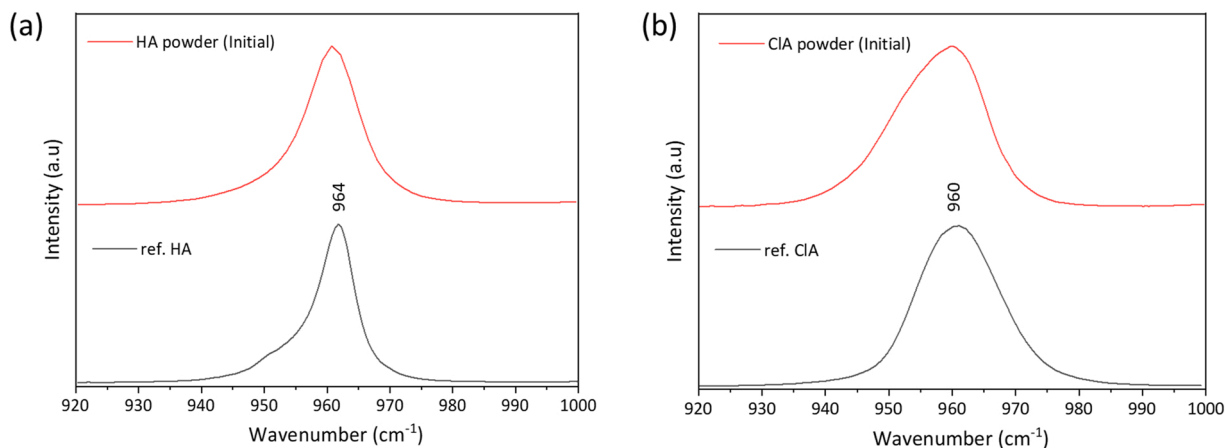 (a)
HA powder (Initial)
964
ref. HA
Intensity (a.u)
920 930 940 950 960 970 980 990 1000
Wavenumber (cm⁻¹)
(b)
ClA powder (Initial)
960
ref. ClA
Intensity (a.u)
920 930 940 950 960 970 980 990 1000
Wavenumber (cm⁻¹)